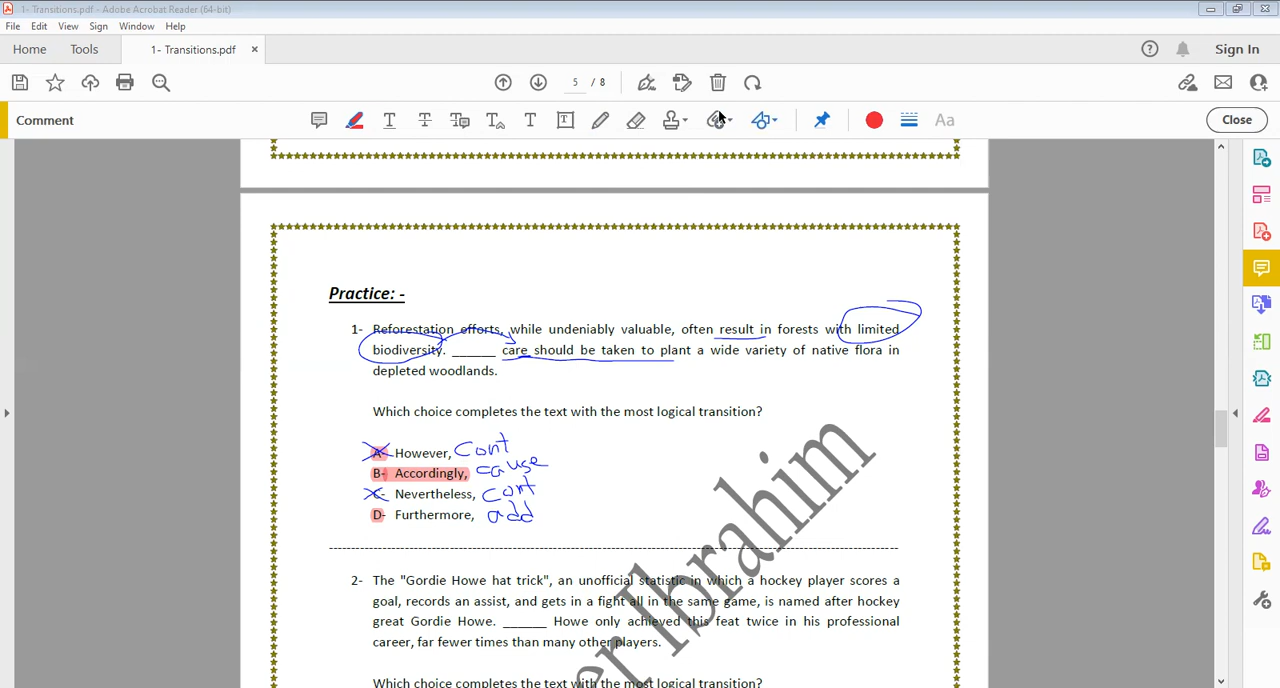 1- Transitions.pdf - Adobe Acrobat Reader (64-bit)
File Edit View Sign Window Help
Home Tools 1- Transitions.pdf × Sign In
5 / 8
Comment Aa Close
Practice: -
1- Reforestation efforts, while undeniably valuable, often result in forests with limited
biodiversity. ______ care should be taken to plant a wide variety of native flora in
depleted woodlands.
Which choice completes the text with the most logical transition?
A- However, cont
B- Accordingly, cause
C- Nevertheless, cont
D- Furthermore, add
2- The "Gordie Howe hat trick", an unofficial statistic in which a hockey player scores a
goal, records an assist, and gets in a fight all in the same game, is named after hockey
great Gordie Howe. ______ Howe only achieved this feat twice in his professional
career, far fewer times than many other players.
Which choice completes the text with the most logical transition?
er Ibrahim